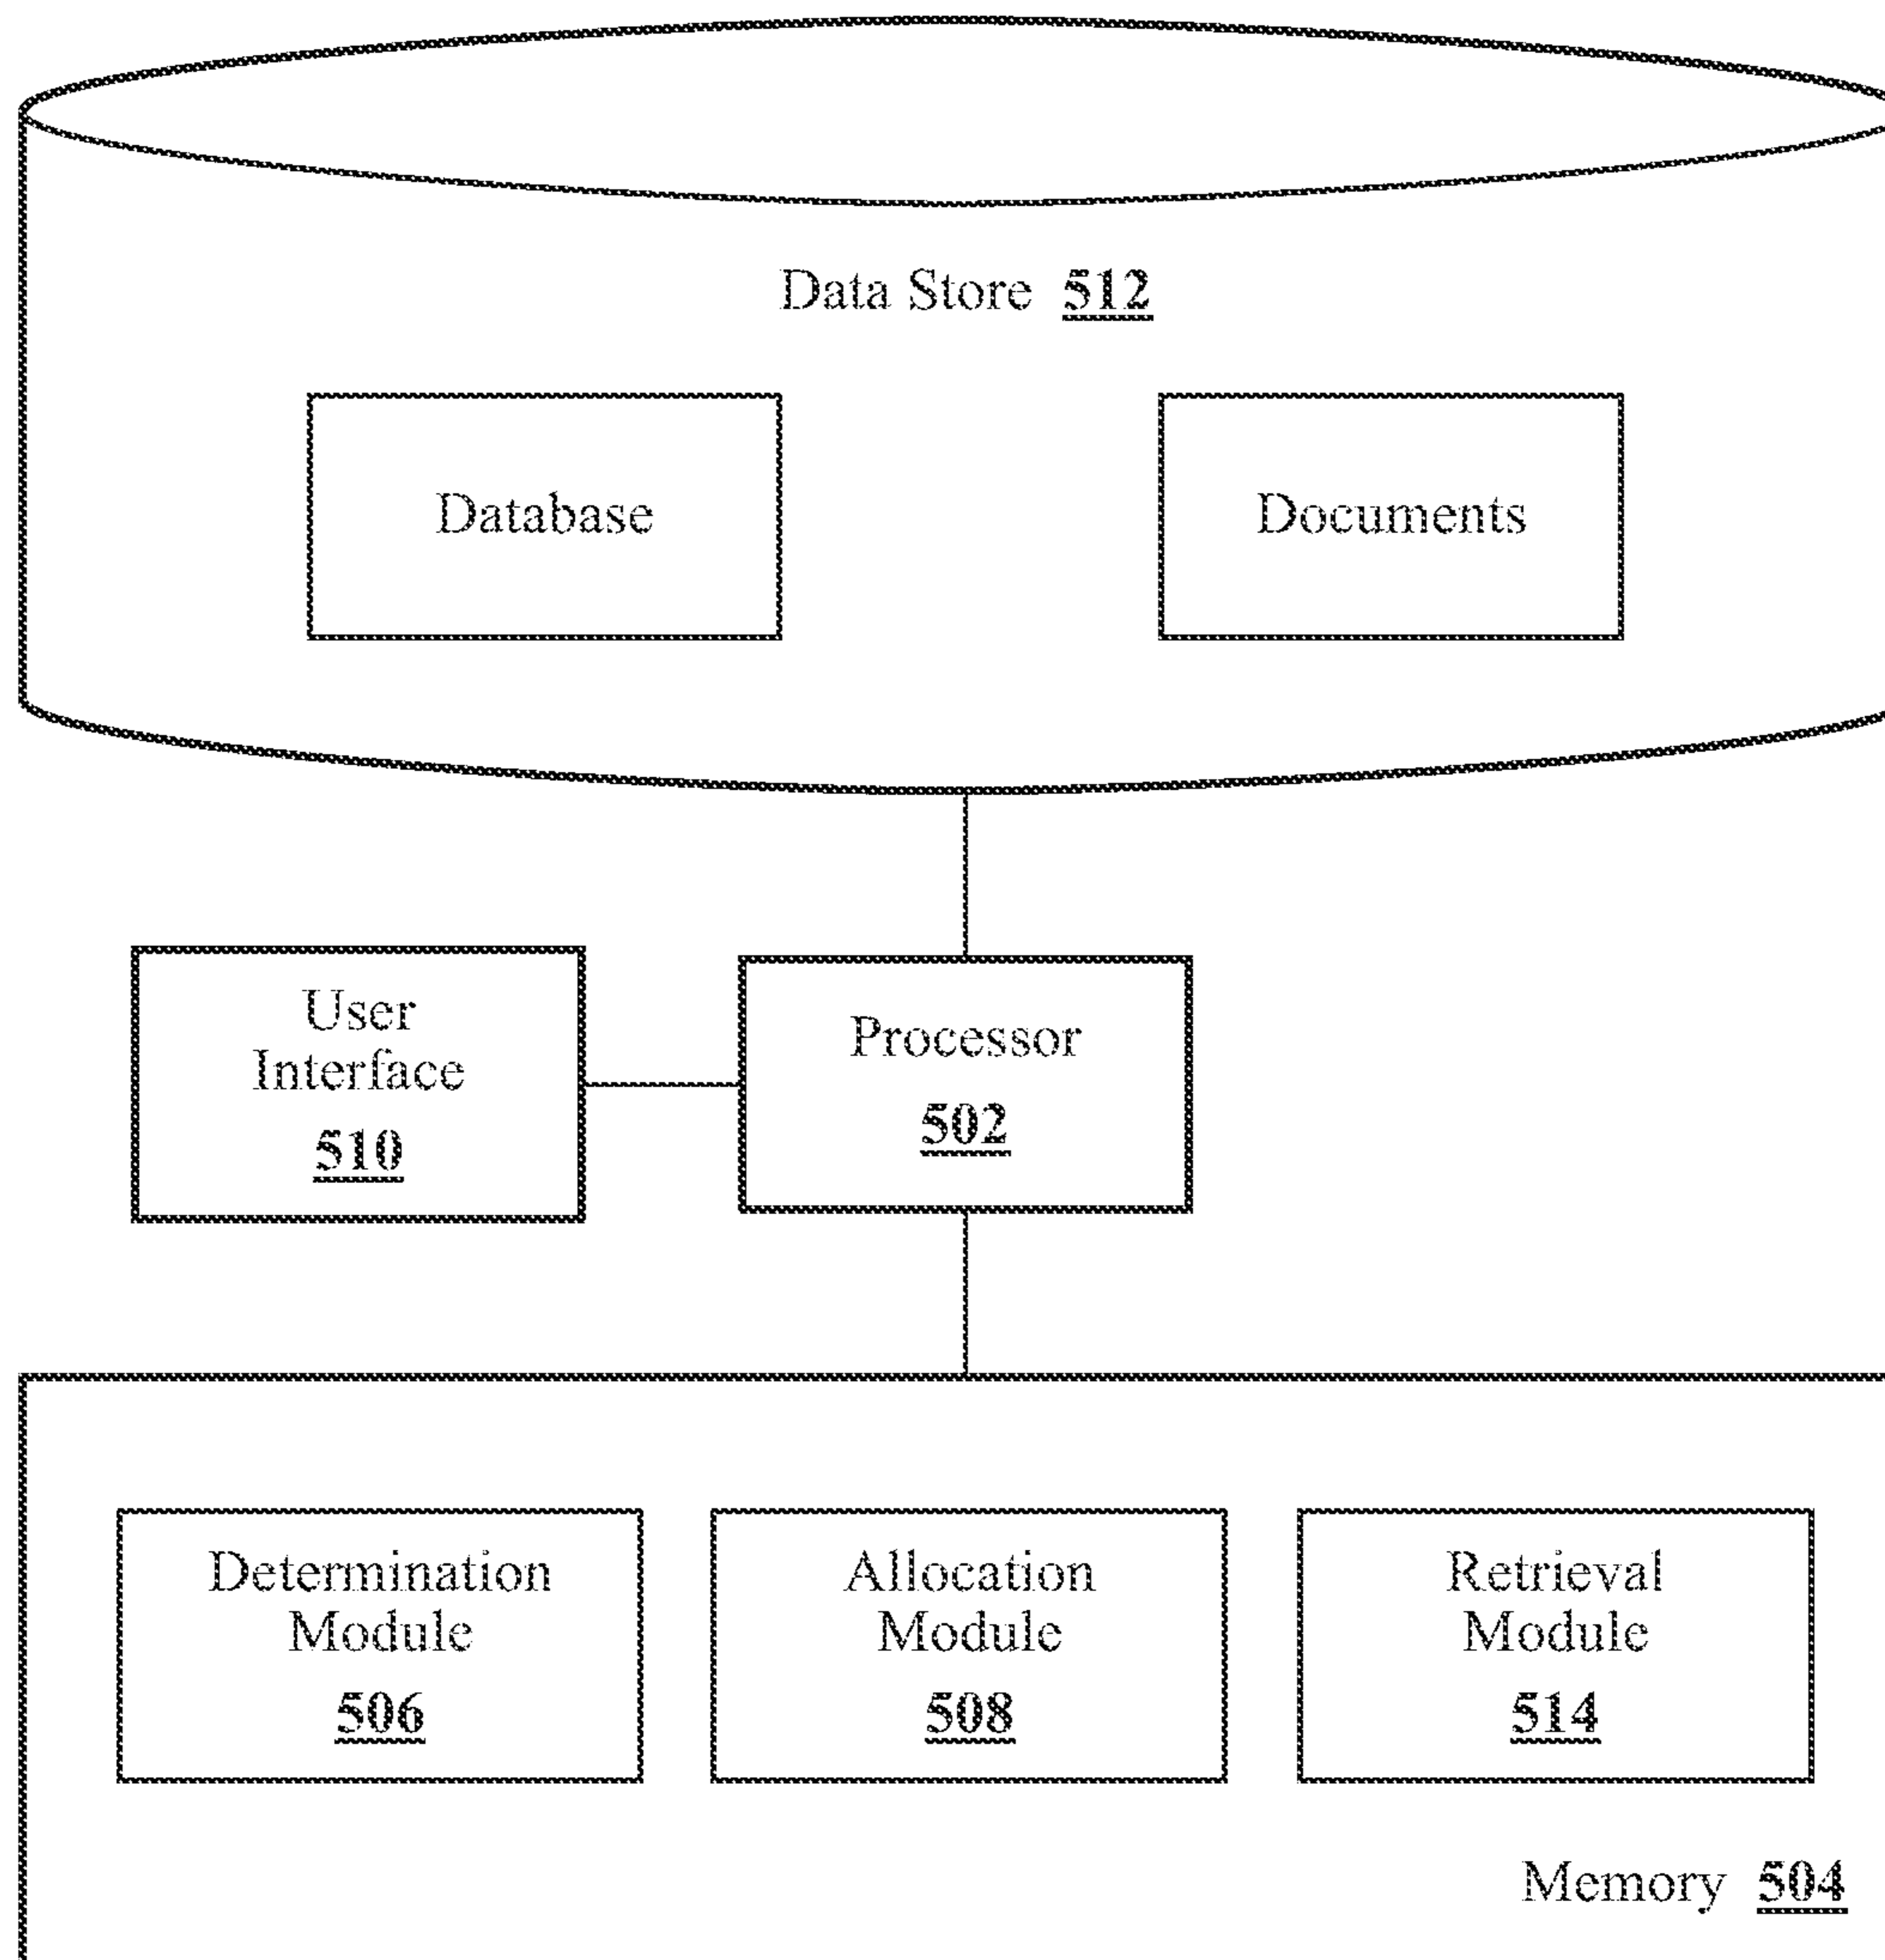 Data Store 512
Database
Documents
User
Interface
510
Processor
502
Determination
Module
506
Allocation
Module
508
Retrieval
Module
514
Memory 504